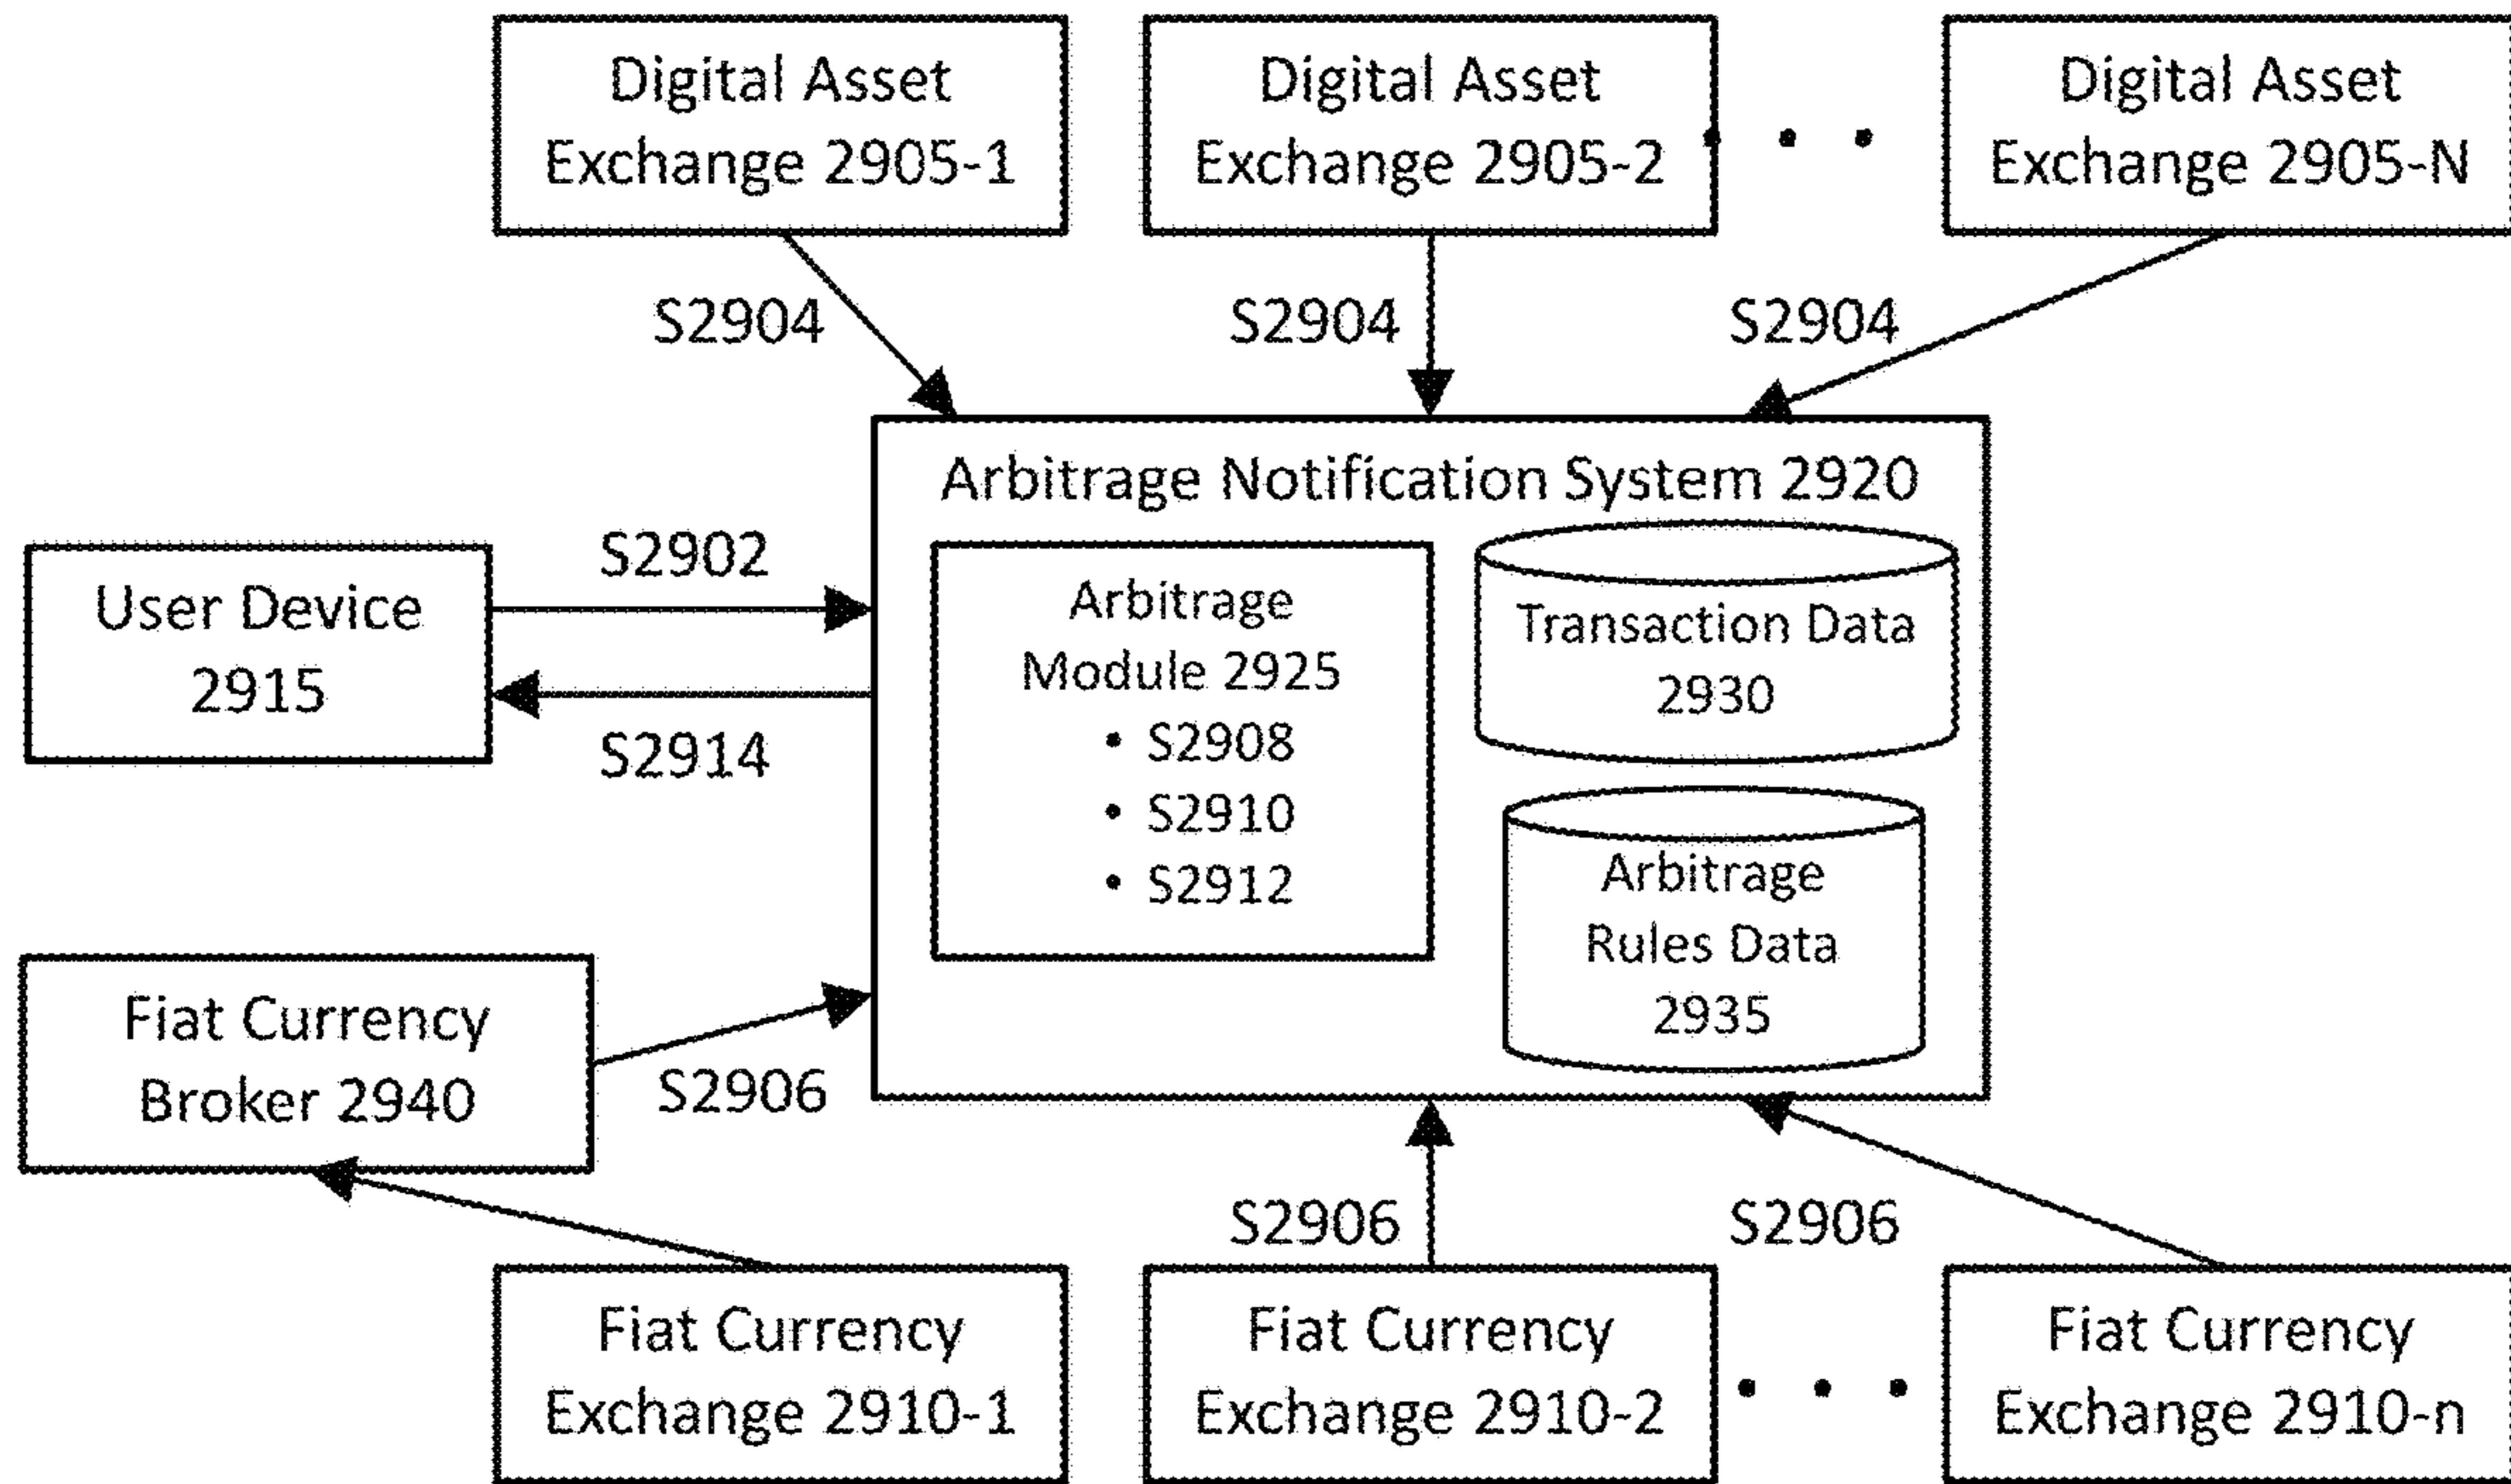 Digital Asset
Exchange 2905-1
Digital Asset
Exchange 2905-2
Digital Asset
Exchange 2905-N
S2904
S2904
S2904
Arbitrage Notification System 2920
User Device
2915
S2902
S2914
Arbitrage
Module 2925
• S2908
• S2910
• S2912
Transaction Data
2930
Arbitrage
Rules Data
2935
Fiat Currency
Broker 2940
S2906
S2906
S2906
Fiat Currency
Exchange 2910-1
Fiat Currency
Exchange 2910-2
Fiat Currency
Exchange 2910-n